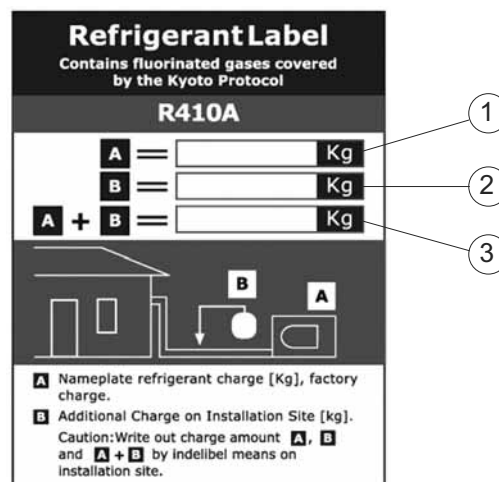 Refrigerant Label
Contains fluorinated gases covered
by the Kyoto Protocol
R410A
A = Kg 1
B = Kg 2
A + B = Kg 3
B
A
A Nameplate refrigerant charge [Kg], factory
charge.
B Additional Charge on Installation Site [kg].
Caution:Write out charge amount A, B
and A + B by indelibel means on
installation site.